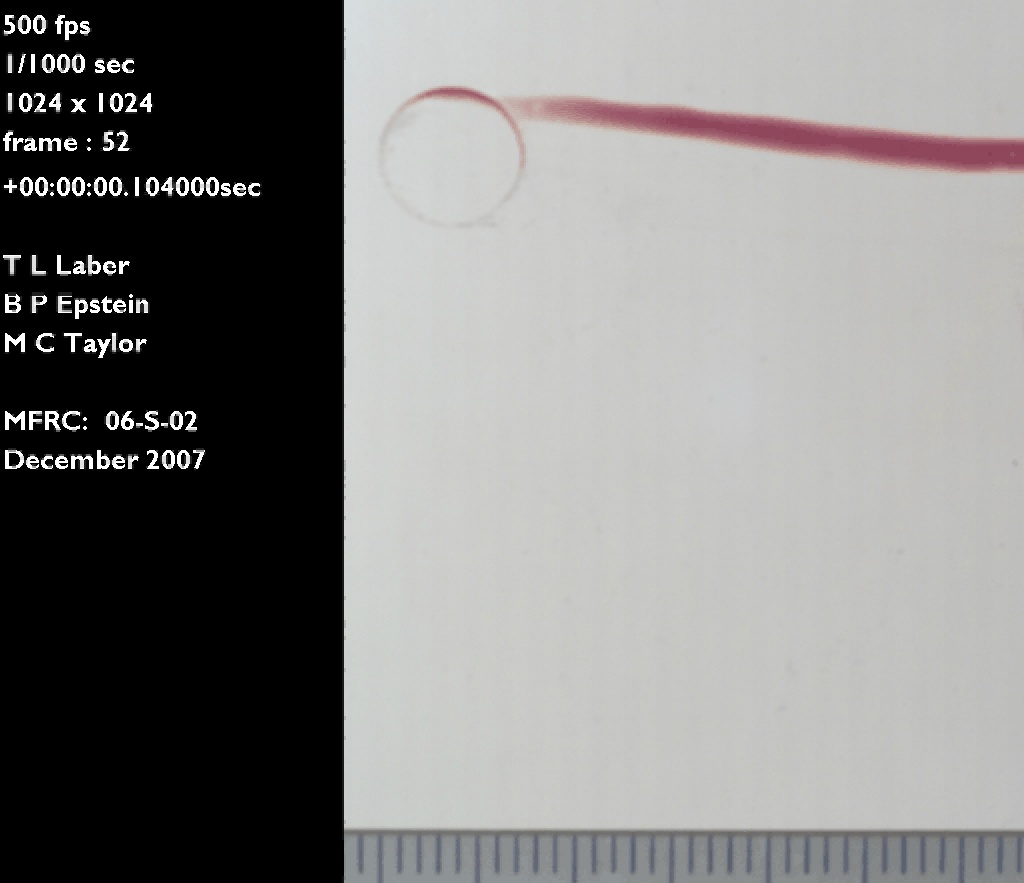 500 fps
1/1000 sec
1024 x 1024
frame : 52
+00:00:00.104000sec
T L Laber
B P Epstein
M C Taylor
MFRC: 06-S-02
December 2007